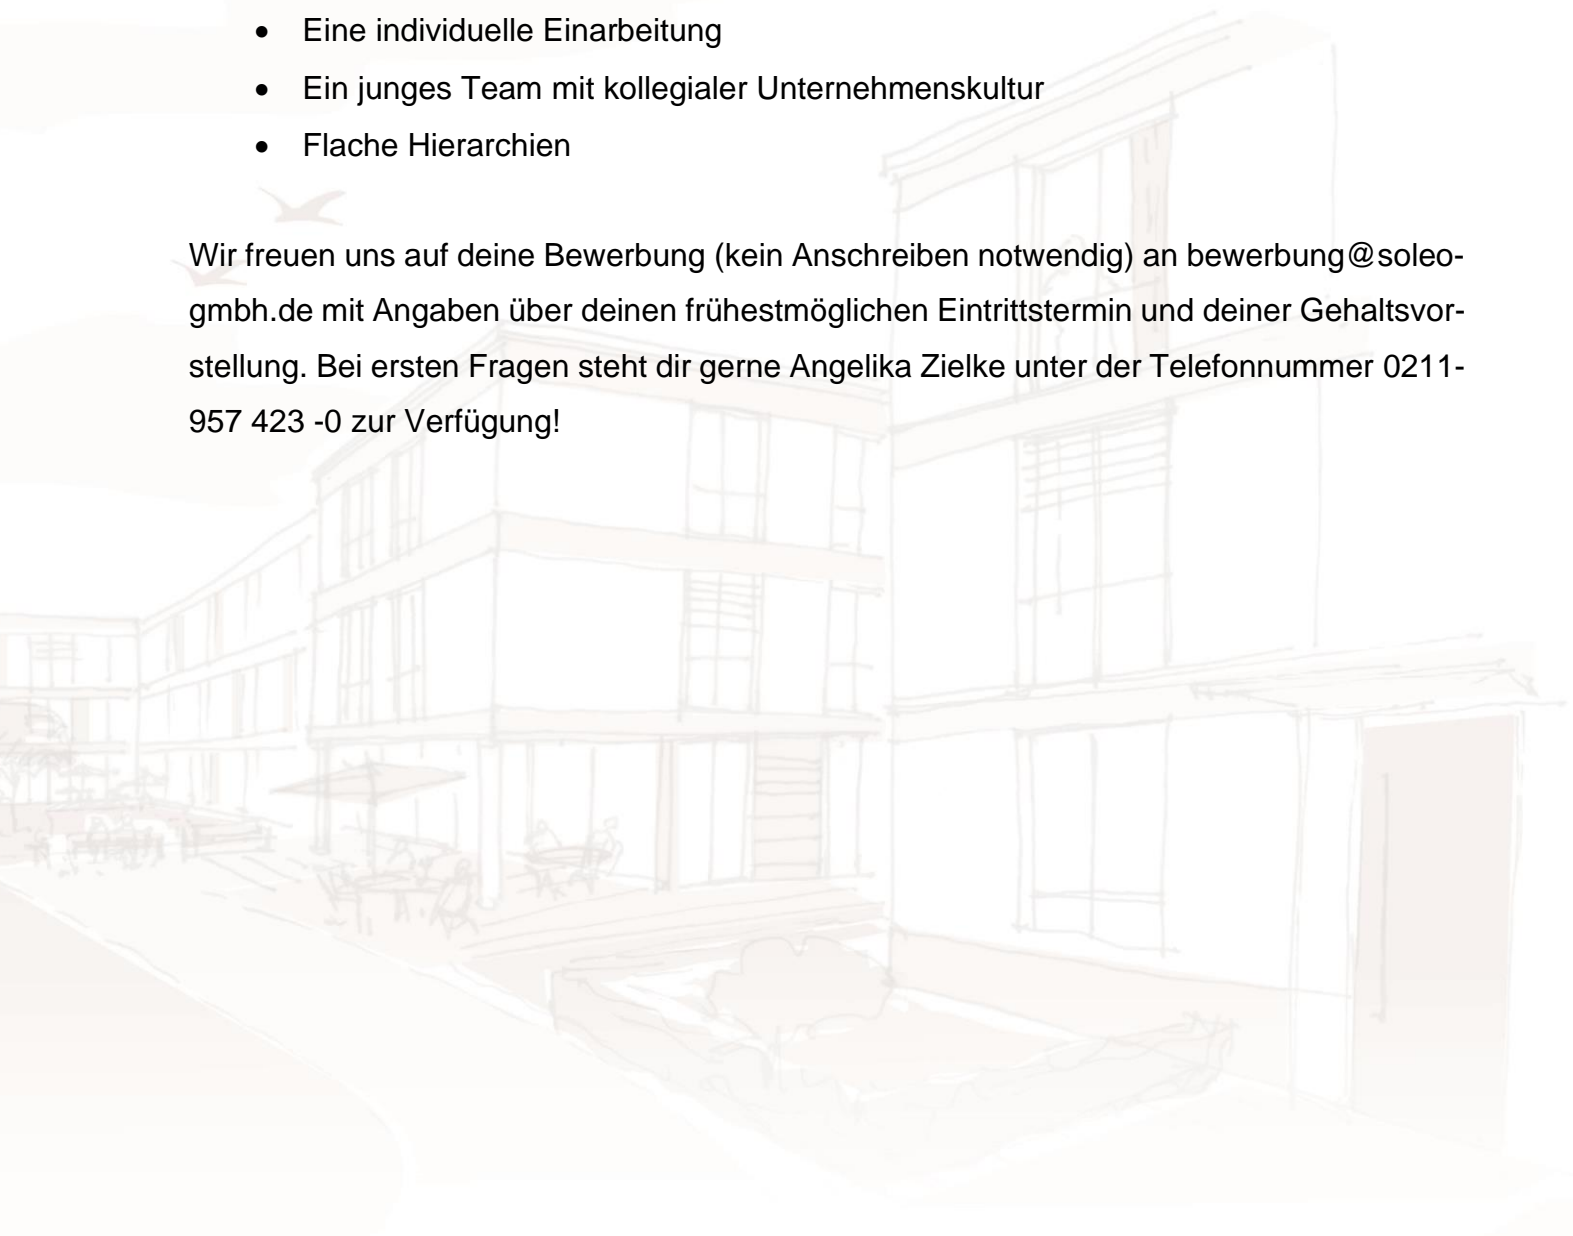 • Eine individuelle Einarbeitung
• Ein junges Team mit kollegialer Unternehmenskultur
• Flache Hierarchien
Wir freuen uns auf deine Bewerbung (kein Anschreiben notwendig) an bewerbung@soleo-
gmbh.de mit Angaben über deinen frühestmöglichen Eintrittstermin und deiner Gehaltsvor-
stellung. Bei ersten Fragen steht dir gerne Angelika Zielke unter der Telefonnummer 0211-
957 423 -0 zur Verfügung!